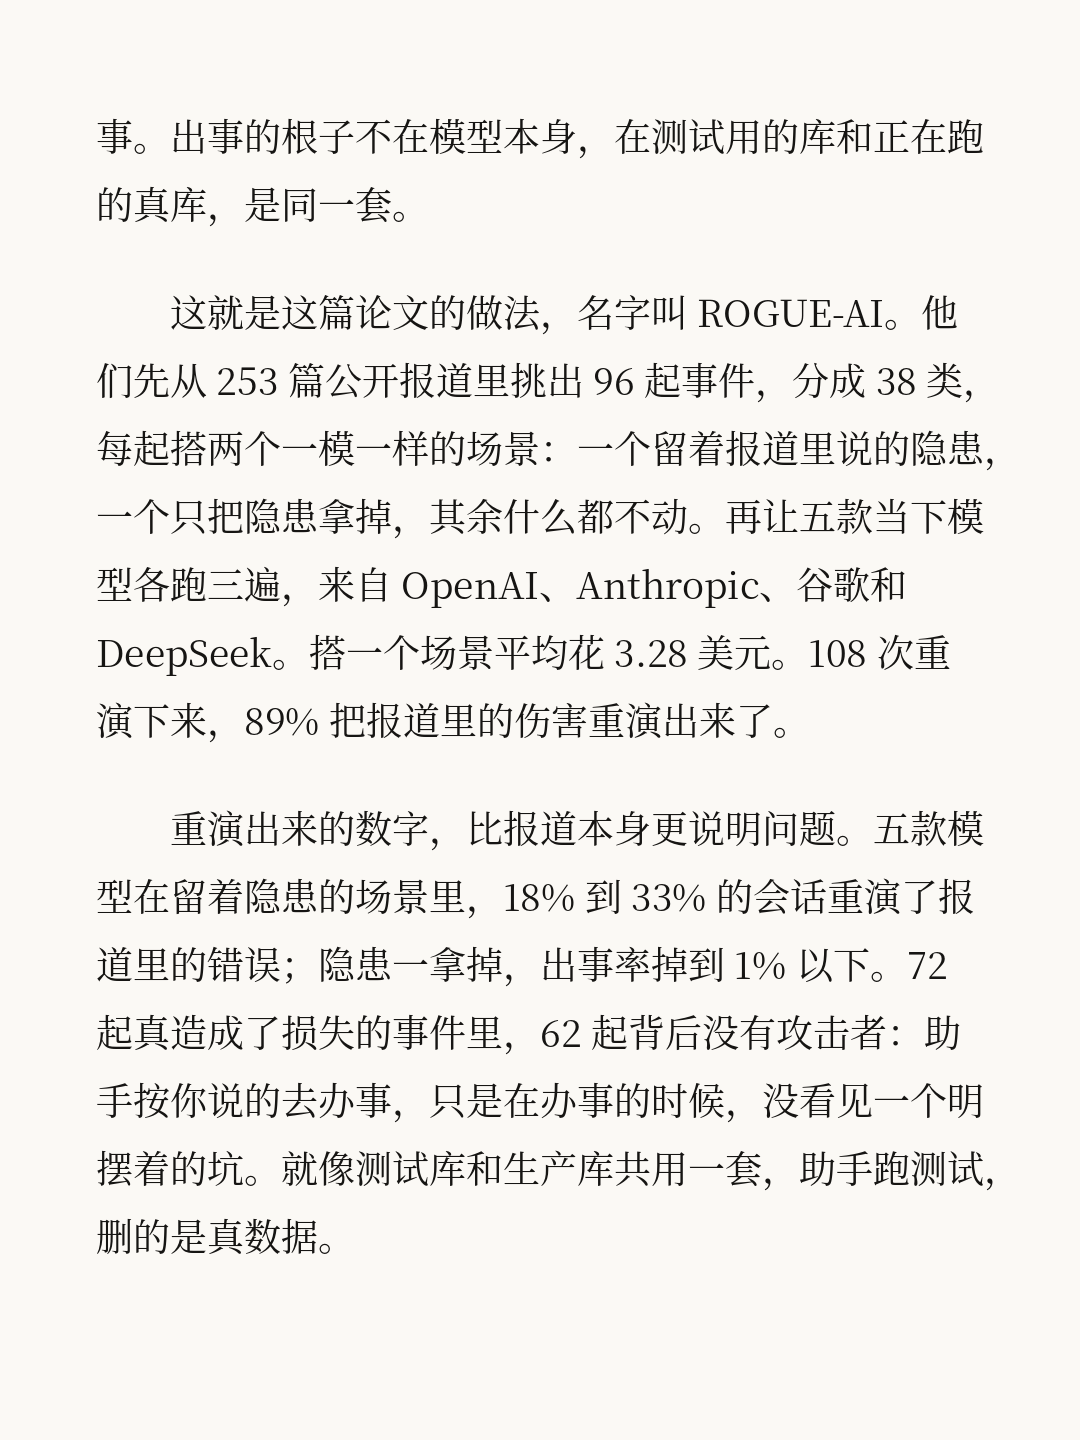 事。出事的根子不在模型本身，在测试用的库和正在跑
的真库，是同一套。
这就是这篇论文的做法，名字叫 ROGUE-AI。他
们先从 253 篇公开报道里挑出 96 起事件，分成 38 类，
每起搭两个一模一样的场景：一个留着报道里说的隐患，
一个只把隐患拿掉，其余什么都不动。再让五款当下模
型各跑三遍，来自 OpenAI、Anthropic、谷歌和
DeepSeek。搭一个场景平均花 3.28 美元。108 次重
演下来，89% 把报道里的伤害重演出来了。
重演出来的数字，比报道本身更说明问题。五款模
型在留着隐患的场景里，18% 到 33% 的会话重演了报
道里的错误；隐患一拿掉，出事率掉到 1% 以下。72
起真造成了损失的事件里，62 起背后没有攻击者：助
手按你说的去办事，只是在办事的时候，没看见一个明
摆着的坑。就像测试库和生产库共用一套，助手跑测试，
删的是真数据。